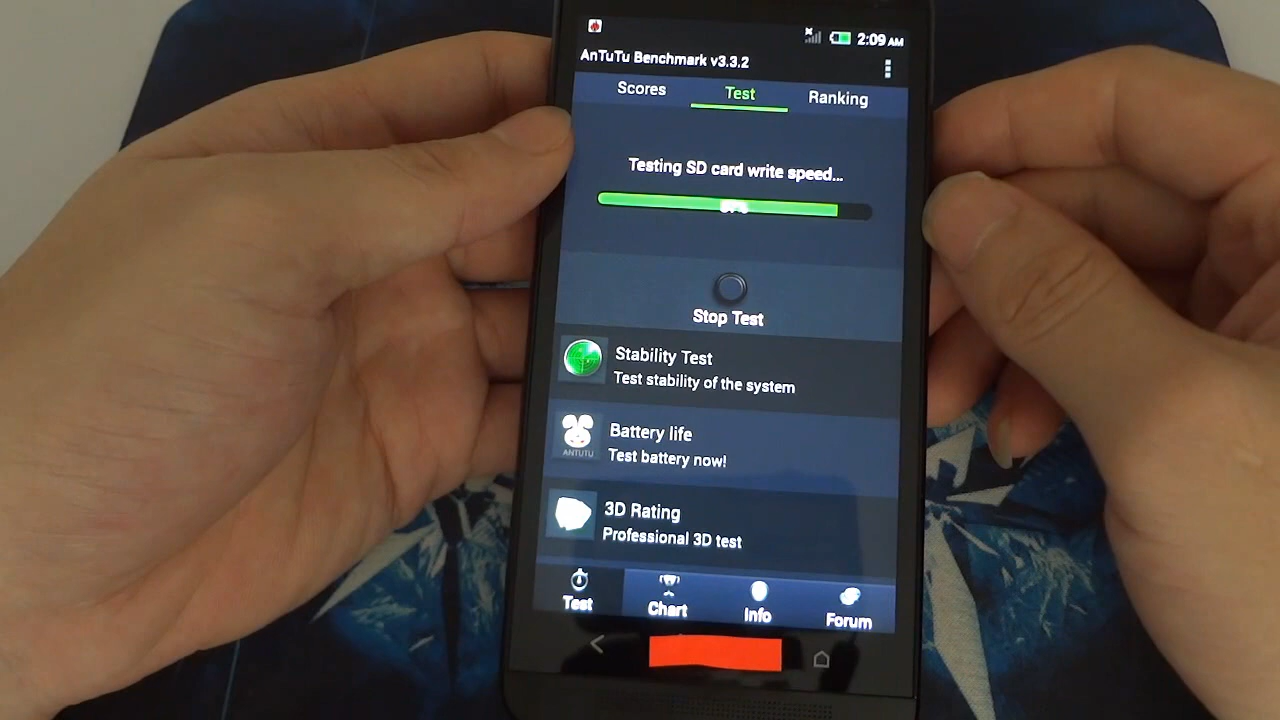 2:09 AM
AnTuTu Benchmark v3.3.2
Scores Test Ranking
Testing SD card write speed...
Stop Test
Stability Test
Test stability of the system
Battery life
ANTUTU
Test battery now!
3D Rating
Professional 3D test
Test Chart Info Forum